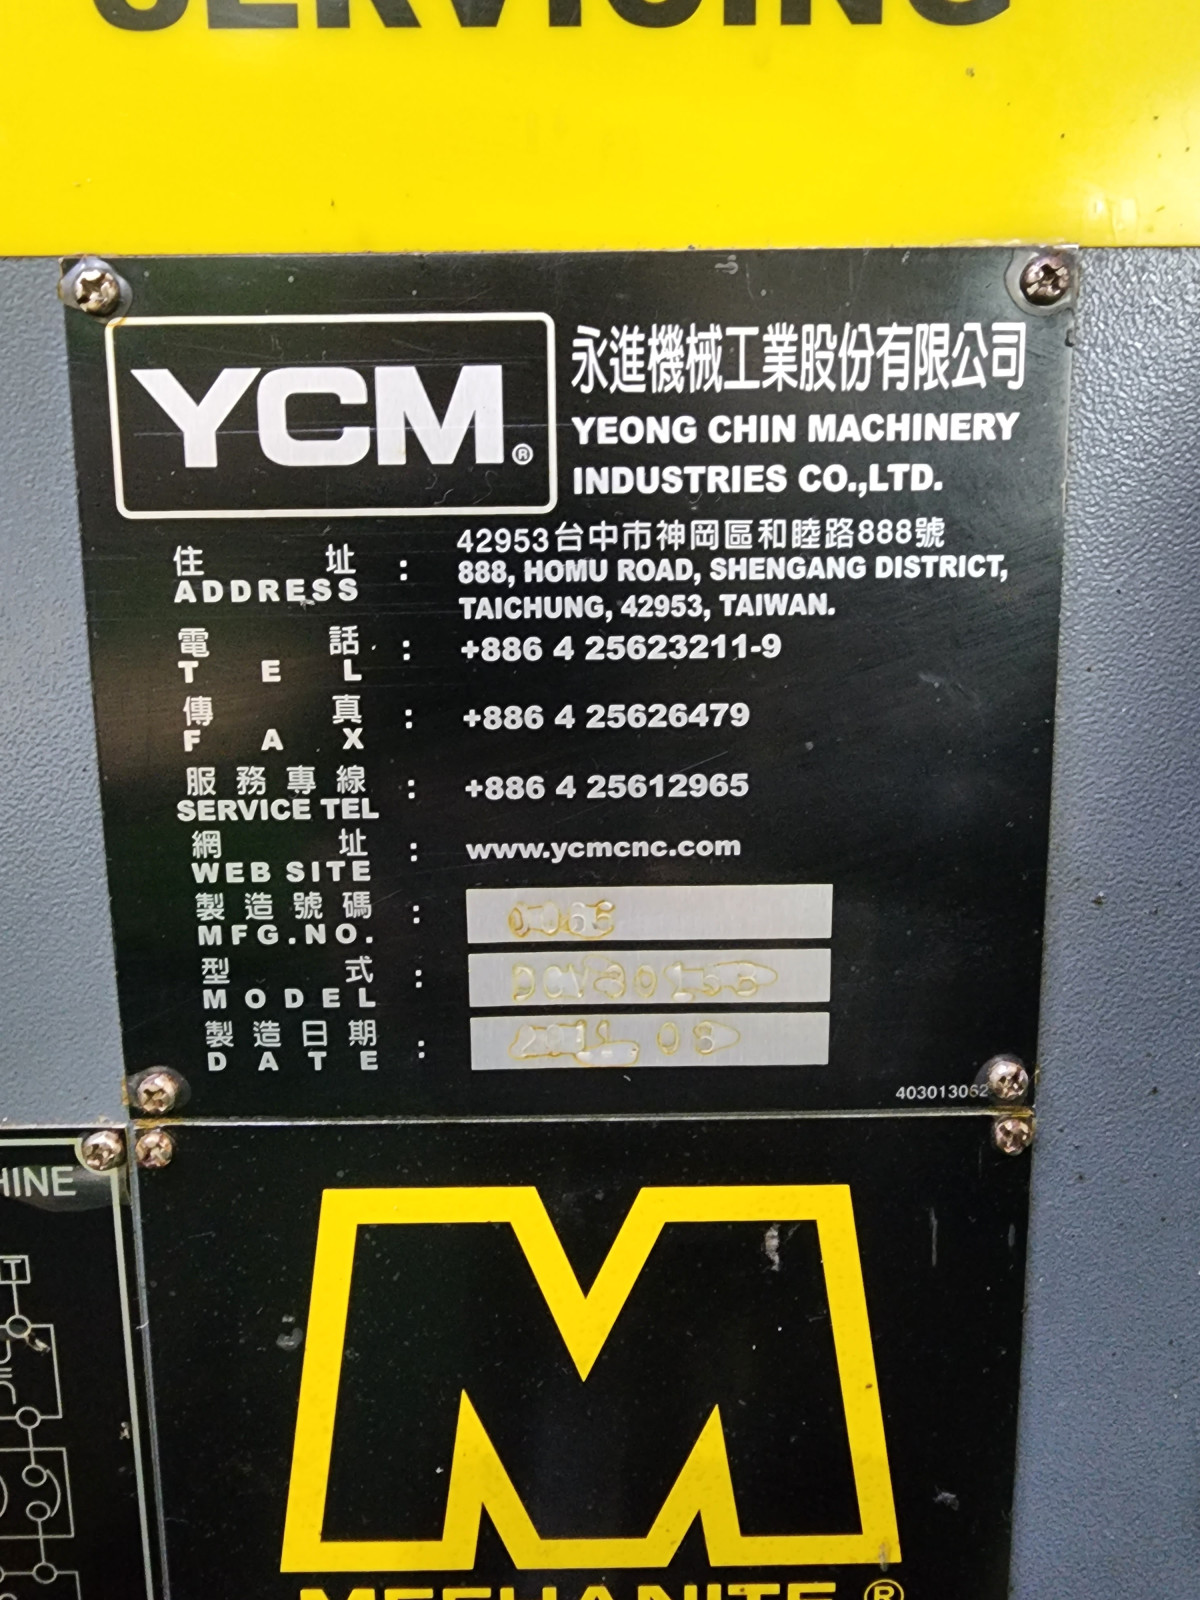 SERVICING
YCM®
永進機械工業股份有限公司
YEONG CHIN MACHINERY
INDUSTRIES CO.,LTD.
住址 : 42953台中市神岡區和睦路888號
ADDRESS 888, HOMU ROAD, SHENGANG DISTRICT,
TAICHUNG, 42953, TAIWAN.
電話 : +886 4 25623211-9
TEL
傳真 : +886 4 25626479
FAX
服務專線 : +886 4 25612965
SERVICE TEL
網址 : www.ycmcnc.com
WEB SITE
製造號碼 :
MFG.NO.
型式 :
MODEL
製造日期 :
DATE
403013062
HINE
MEEHANITE ®